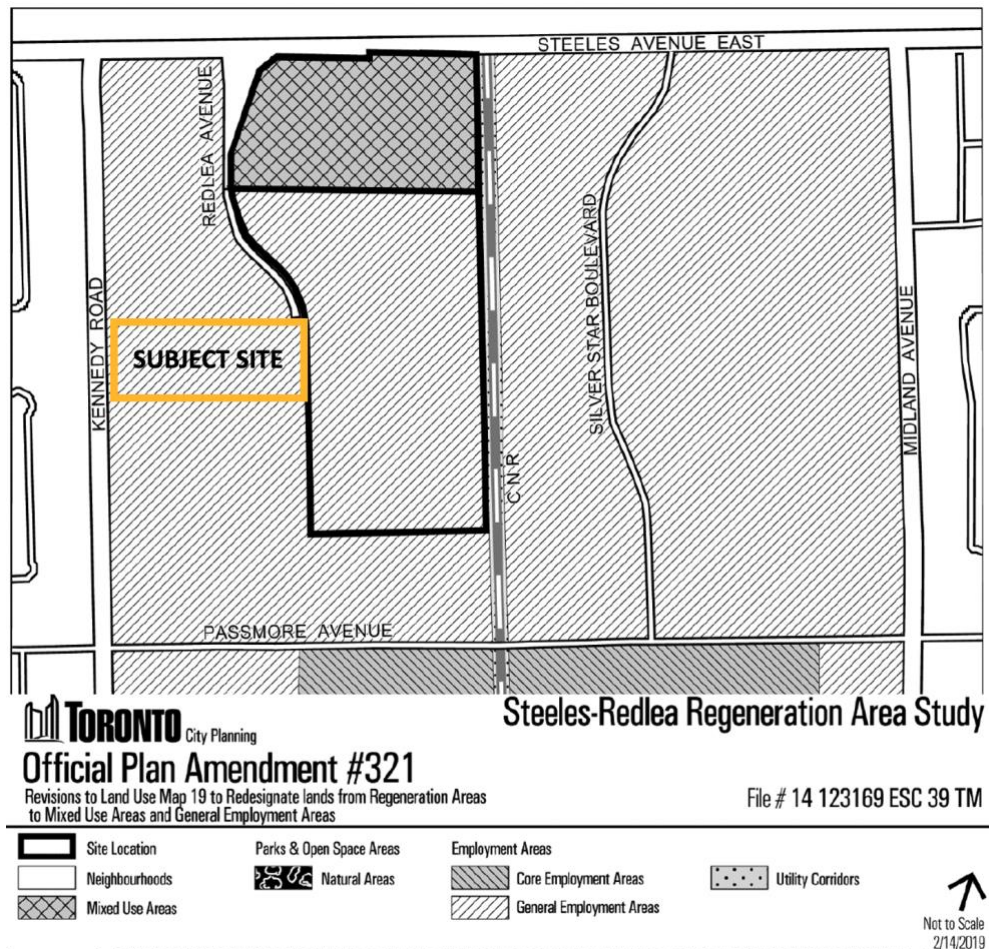 STEELES AVENUE EAST
REDLEA AVENUE
KENNEDY ROAD
SUBJECT SITE
SILVER STAR BOULEVARD
MIDLAND AVENUE
C N R
PASSMORE AVENUE
TORONTO City Planning
Steeles-Redlea Regeneration Area Study
Official Plan Amendment #321
Revisions to Land Use Map 19 to Redesignate lands from Regeneration Areas
to Mixed Use Areas and General Employment Areas
File # 14 123169 ESC 39 TM
Site Location
Neighbourhoods
Mixed Use Areas
Parks & Open Space Areas
Natural Areas
Employment Areas
Core Employment Areas
General Employment Areas
Utility Corridors
Not to Scale
2/14/2019